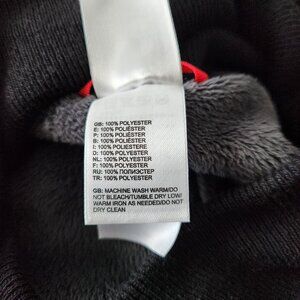 GB: 100% POLYESTER
E: 100% POLIÉSTER
P: 100% POLIÉSTER
B: 100% POLYESTER
I: 100% POLIESTERE
D: 100% POLYESTER
NL: 100% POLYESTER
F: 100% POLYESTER
RU: 100% ПОЛИЭСТЕР
TR: 100% POLYESTER
GB: MACHINE WASH WARM/DO
NOT BLEACH/TUMBLE DRY LOW/
WARM IRON AS NEEDED/DO NOT
DRY CLEAN